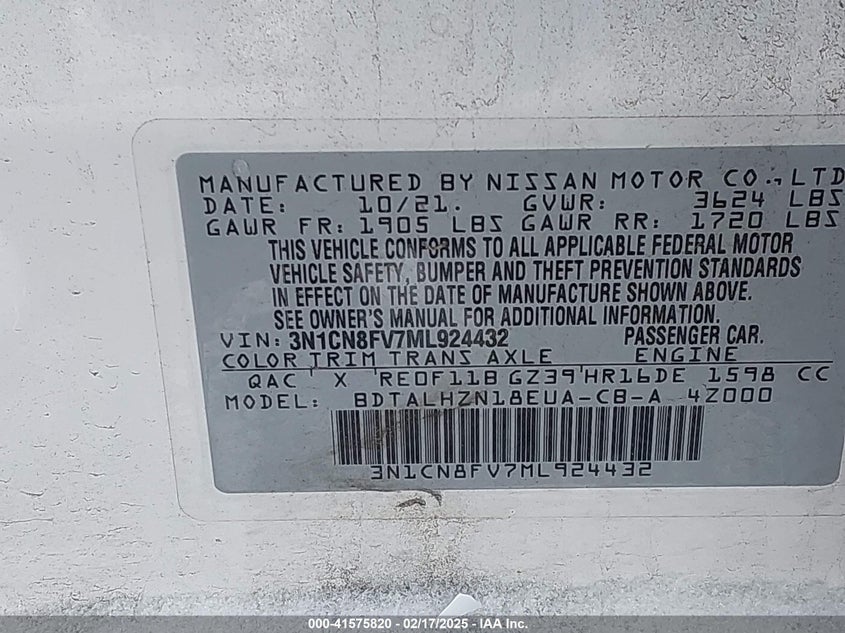 MANUFACTURED BY NISSAN MOTOR CO., LTD
DATE: 10/21. GVWR: 3624 LBS
GAWR FR: 1905 LBS GAWR RR: 1720 LBS
THIS VEHICLE CONFORMS TO ALL APPLICABLE FEDERAL MOTOR
VEHICLE SAFETY, BUMPER AND THEFT PREVENTION STANDARDS
IN EFFECT ON THE DATE OF MANUFACTURE SHOWN ABOVE.
SEE OWNER'S MANUAL FOR ADDITIONAL INFORMATION.
VIN: 3N1CN8FV7ML924432 PASSENGER CAR.
COLOR TRIM TRANS AXLE ENGINE
QAC X RE0F11B GZ39 HR16DE 1598 CC
MODEL: BDTALHZN18EUA-CB-A 4Z000
3N1CN8FV7ML924432
000-41575820 - 02/17/2025 - IAA Inc.